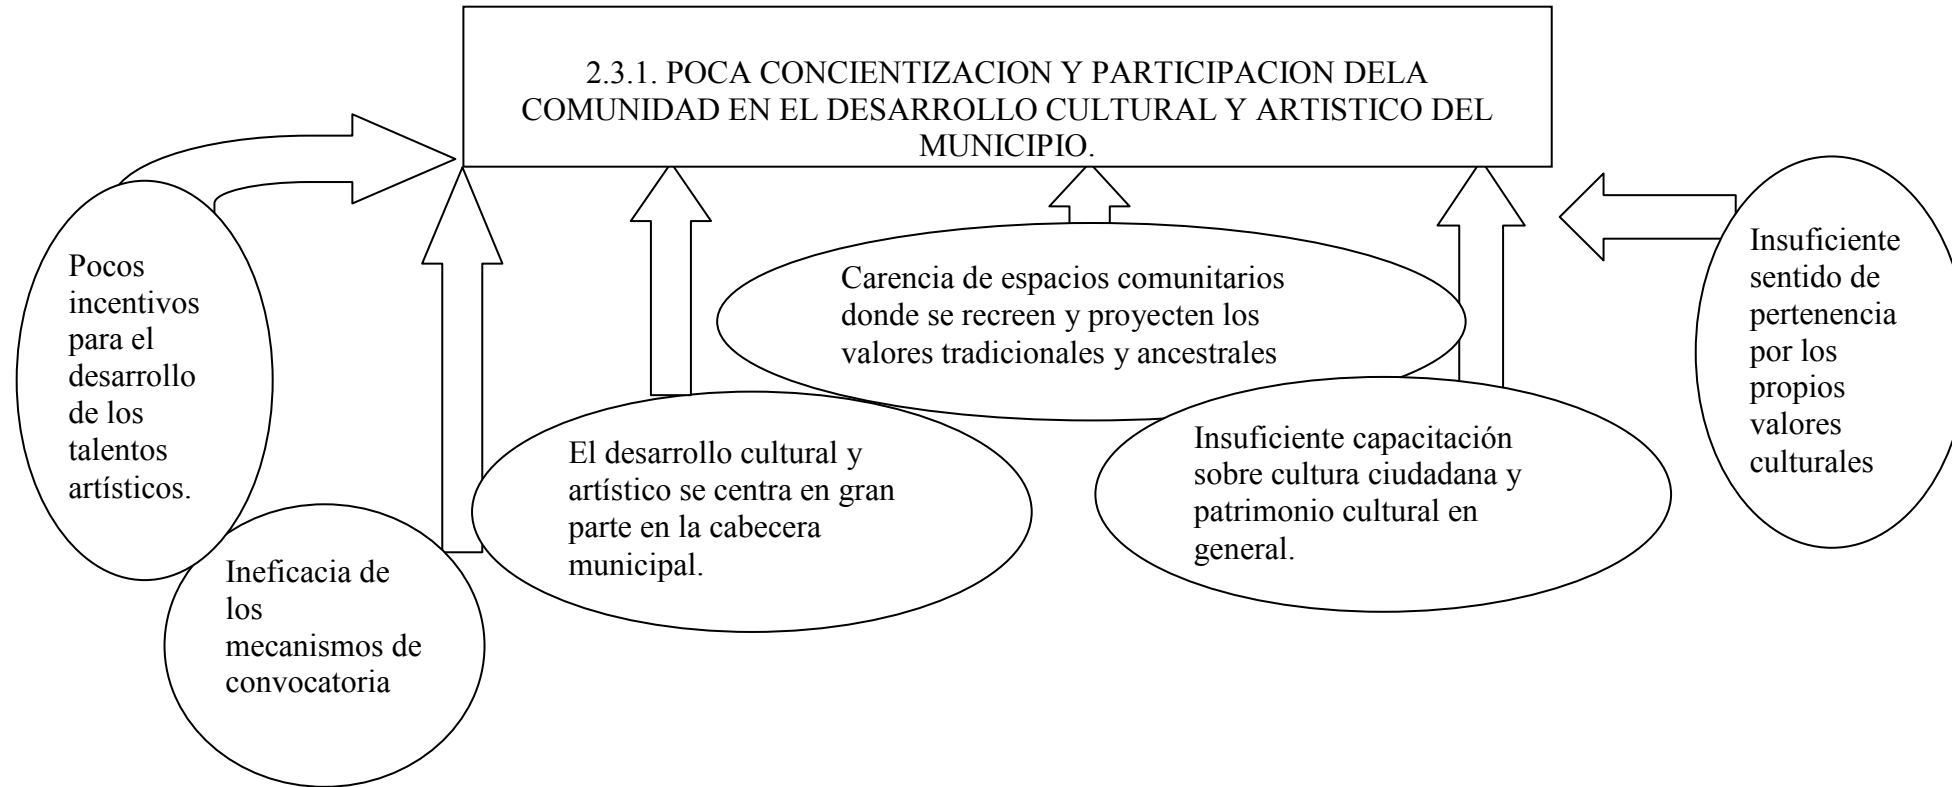 2.3.1. POCA CONCIENTIZACION Y PARTICIPACION DELA
COMUNIDAD EN EL DESARROLLO CULTURAL Y ARTISTICO DEL
MUNICIPIO.
Pocos
incentivos
para el
desarrollo
de los
talentos
artísticos.
Ineficacia de
los
mecanismos de
convocatoria
El desarrollo cultural y
artístico se centra en gran
parte en la cabecera
municipal.
Carencia de espacios comunitarios
donde se recreen y proyecten los
valores tradicionales y ancestrales
Insuficiente capacitación
sobre cultura ciudadana y
patrimonio cultural en
general.
Insuficiente
sentido de
pertenencia
por los
propios
valores
culturales